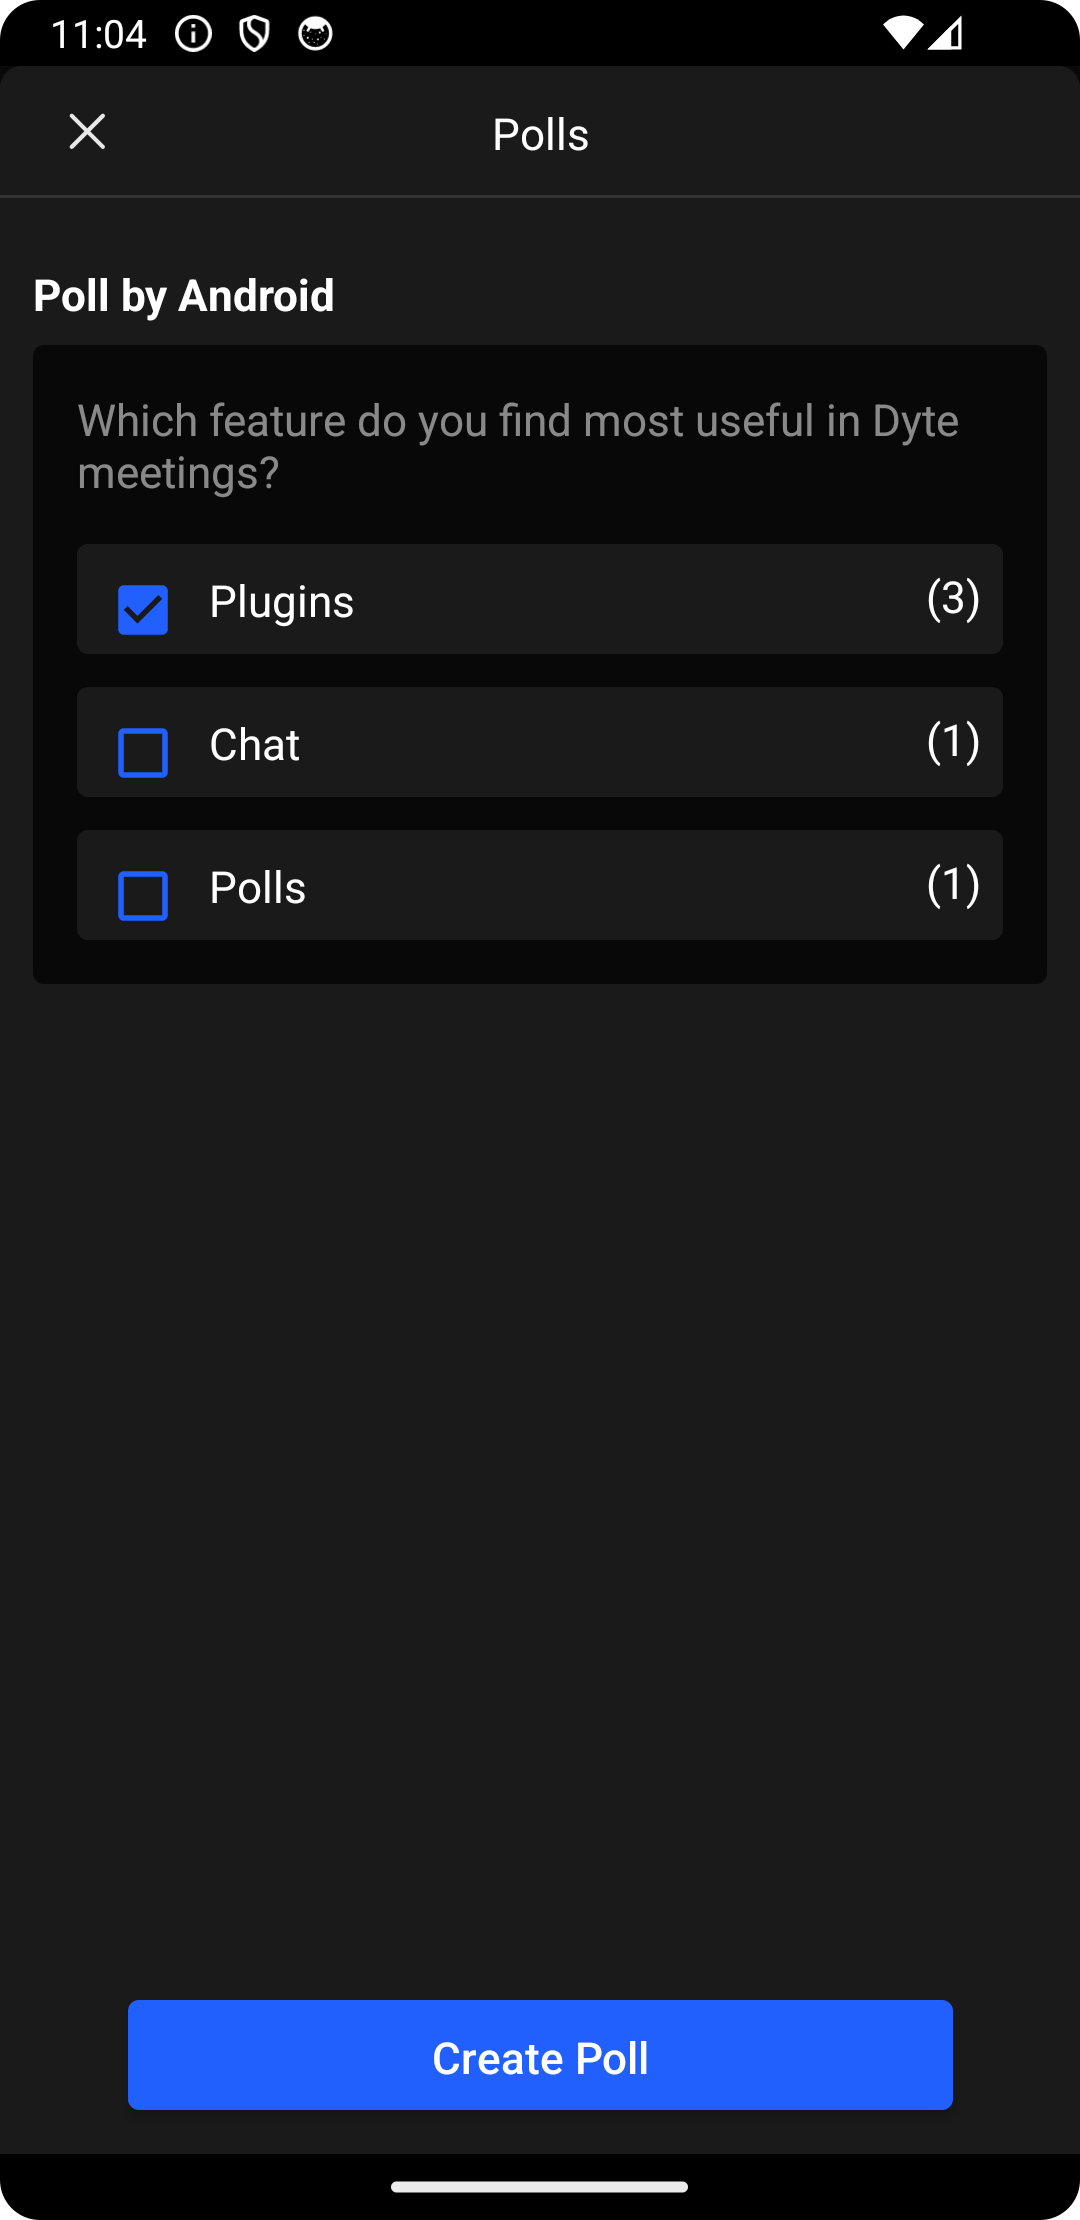 11:04
Polls
Poll by Android
Which feature do you find most useful in Dyte
meetings?
Plugins (3)
Chat (1)
Polls (1)
Create Poll